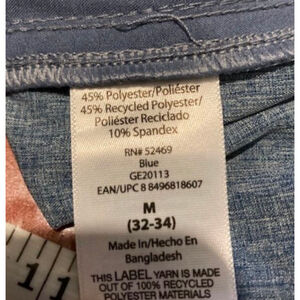 45% Polyester/Poliéster
45% Recycled Polyester/
Poliéster Reciclado
10% Spandex
RN# 52469
Blue
GE20113
EAN/UPC 8 8496818607
M
(32-34)
Made in/Hecho En
Bangladesh
THIS LABEL YARN IS MADE
OUT OF 100% RECYCLED
POLYESTER MATERIALS
11